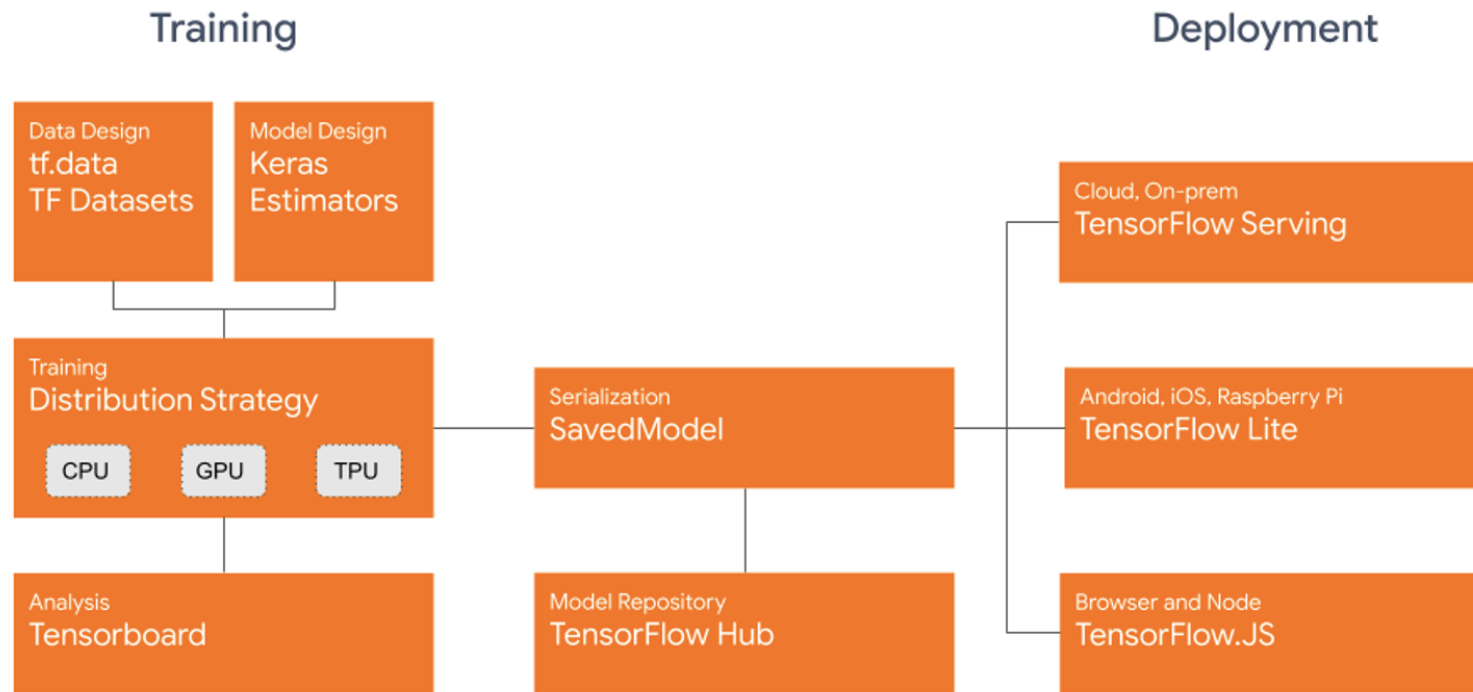 Training
Deployment
Data Design
tf.data
TF Datasets
Model Design
Keras
Estimators
Cloud, On-prem
TensorFlow Serving
Training
Distribution Strategy
CPU
GPU
TPU
Serialization
SavedModel
Android, iOS, Raspberry Pi
TensorFlow Lite
Analysis
Tensorboard
Model Repository
TensorFlow Hub
Browser and Node
TensorFlow.JS